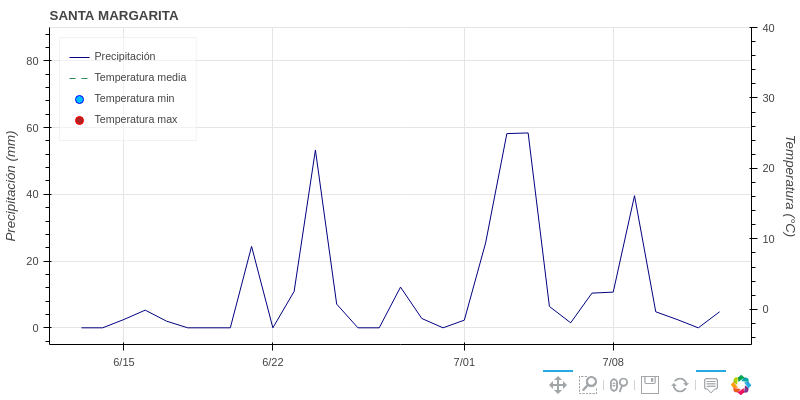 SANTA MARGARITA
Precipitación
Temperatura media
Temperatura min
Temperatura max
Precipitación (mm)
80
60
40
20
0
40
30
20
10
0
Temperatura (°C)
6/15 6/22 7/01 7/08